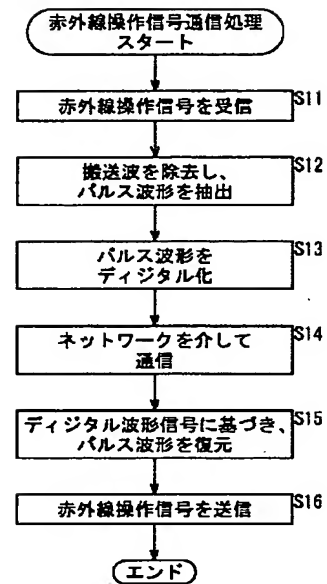 赤外線操作信号通信処理
スタート
S11
赤外線操作信号を受信
S12
搬送波を除去し、
パルス波形を抽出
S13
パルス波形を
ディジタル化
S14
ネットワークを介して
通信
S15
ディジタル波形信号に基づき、
パルス波形を復元
S16
赤外線操作信号を送信
エンド